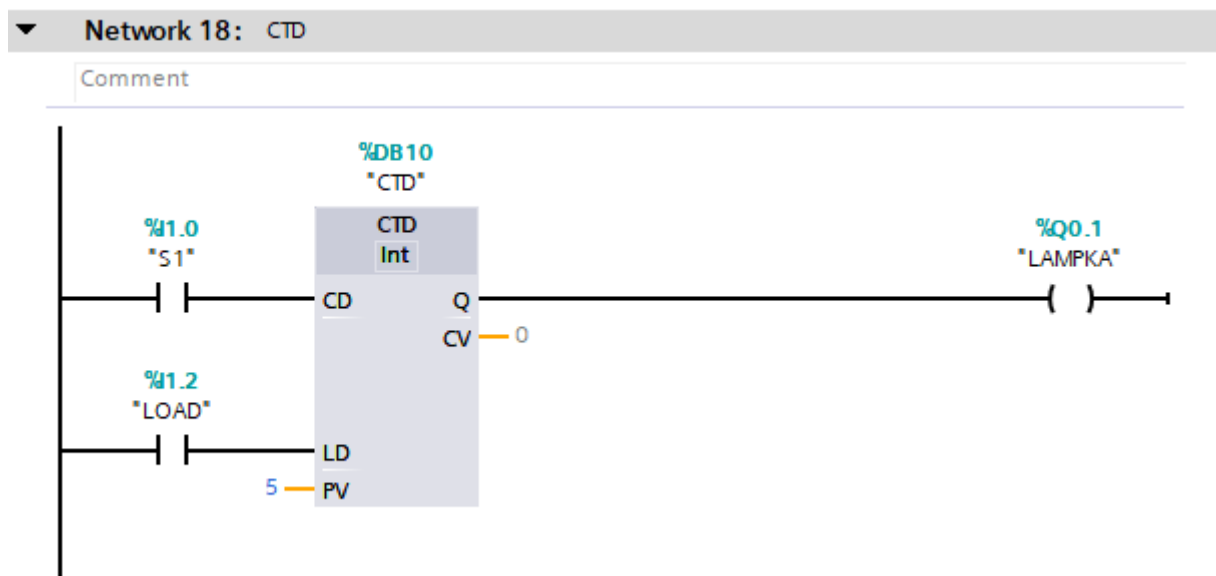 Network 18: CTD
Comment
%DB10
"CTD"
%I1.0
"S1"
CTD
Int
%Q0.1
"LAMPKA"
CD Q
CV 0
%I1.2
"LOAD"
LD
5 PV